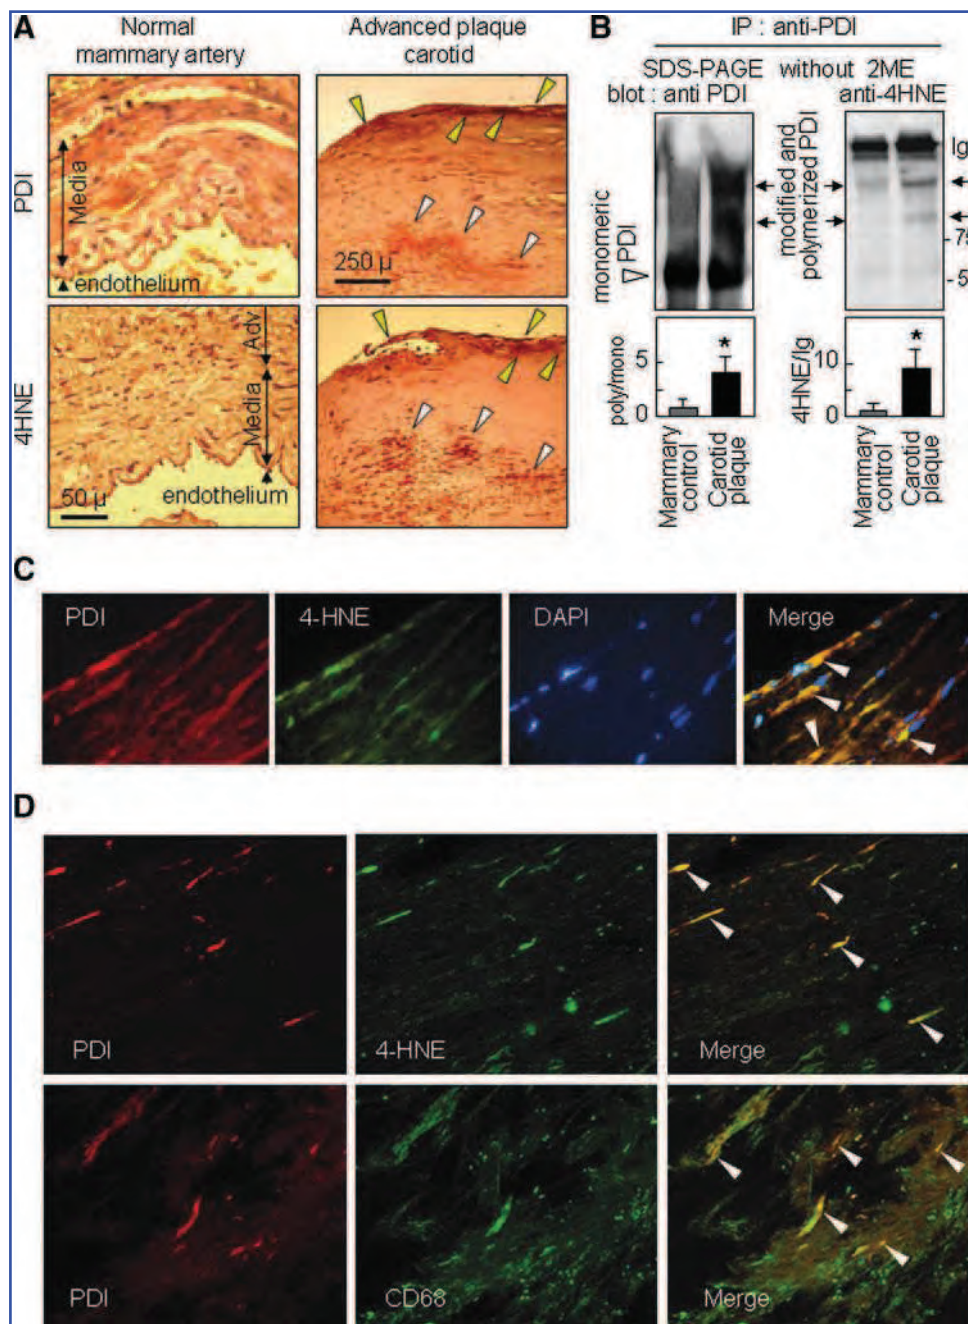 A
Normal
mammary artery
Advanced plaque
carotid
PDI
Media
endothelium
250 µ
4HNE
Adv
Media
endothelium
50 µ
B
IP : anti-PDI
SDS-PAGE without 2ME
blot : anti PDI anti-4HNE
monomeric
PDI
modified and
polymerized PDI
Ig
75
-5
poly/mono
5
0
*
Mammary
control
Carotid
plaque
4HNE/Ig
10
0
*
Mammary
control
Carotid
plaque
C
PDI
4-HNE
DAPI
Merge
D
PDI
4-HNE
Merge
PDI
CD68
Merge